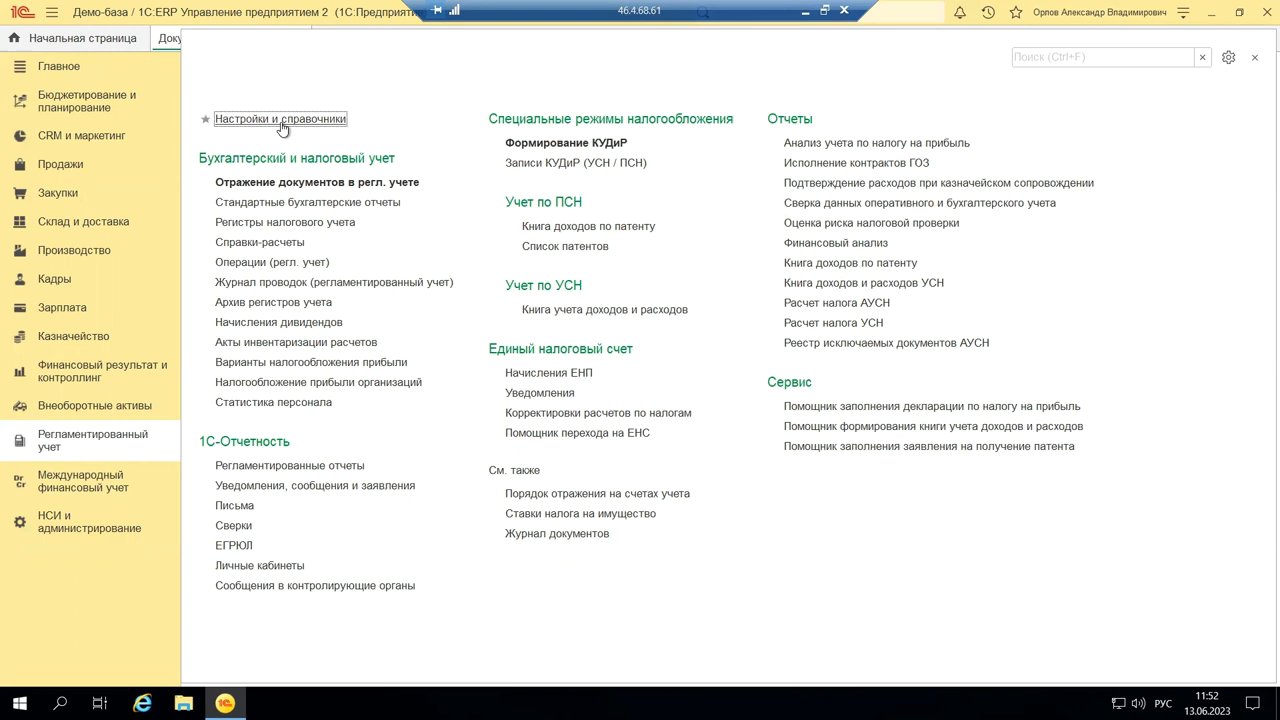 Демо-база / 1С:ERP Управление предприятием 2 (1С:Предприятие
46.4.68.61
Орлов Александр Владимирович
Начальная страница
Доку
Поиск (Ctrl+F)
Главное
Бюджетирование и
планирование
CRM и маркетинг
Продажи
Закупки
Склад и доставка
Производство
Кадры
Зарплата
Казначейство
Финансовый результат и
контроллинг
Внеоборотные активы
Регламентированный
учет
Международный
финансовый учет
НСИ и
администрирование
Настройки и справочники
Бухгалтерский и налоговый учет
Отражение документов в регл. учете
Стандартные бухгалтерские отчеты
Регистры налогового учета
Справки-расчеты
Операции (регл. учет)
Журнал проводок (регламентированный учет)
Архив регистров учета
Начисления дивидендов
Акты инвентаризации расчетов
Варианты налогообложения прибыли
Налогообложение прибыли организаций
Статистика персонала
1С-Отчетность
Регламентированные отчеты
Уведомления, сообщения и заявления
Письма
Сверки
ЕГРЮЛ
Личные кабинеты
Сообщения в контролирующие органы
Специальные режимы налогообложения
Формирование КУДиР
Записи КУДиР (УСН / ПСН)
Учет по ПСН
Книга доходов по патенту
Список патентов
Учет по УСН
Книга учета доходов и расходов
Единый налоговый счет
Начисления ЕНП
Уведомления
Корректировки расчетов по налогам
Помощник перехода на ЕНС
См. также
Порядок отражения на счетах учета
Ставки налога на имущество
Журнал документов
Отчеты
Анализ учета по налогу на прибыль
Исполнение контрактов ГОЗ
Подтверждение расходов при казначейском сопровождении
Сверка данных оперативного и бухгалтерского учета
Оценка риска налоговой проверки
Финансовый анализ
Книга доходов по патенту
Книга доходов и расходов УСН
Расчет налога АУСН
Расчет налога УСН
Реестр исключаемых документов АУСН
Сервис
Помощник заполнения декларации по налогу на прибыль
Помощник формирования книги учета доходов и расходов
Помощник заполнения заявления на получение патента
РУС
11:52
13.06.2023